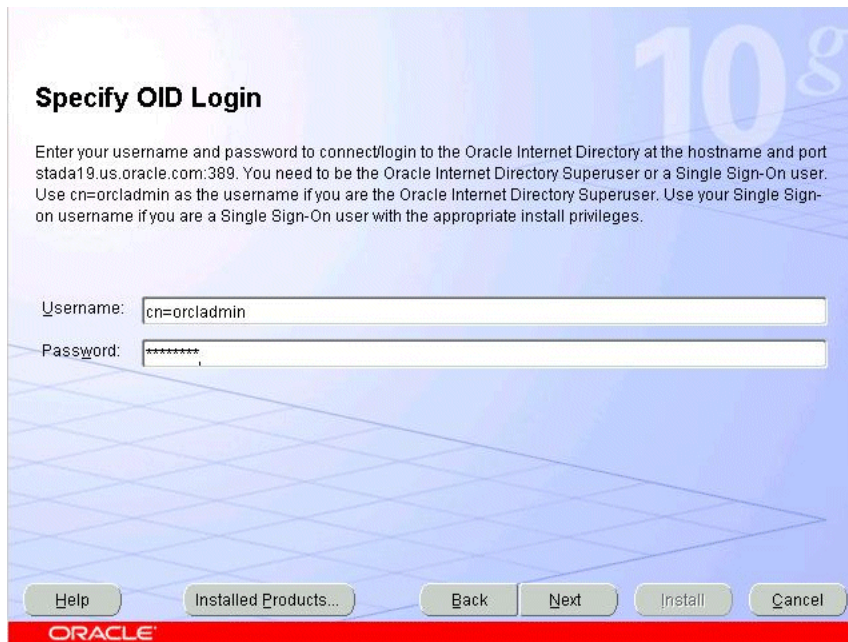 10g
Specify OID Login
Enter your username and password to connect/login to the Oracle Internet Directory at the hostname and port
stada19.us.oracle.com:389. You need to be the Oracle Internet Directory Superuser or a Single Sign-On user.
Use cn=orcladmin as the username if you are the Oracle Internet Directory Superuser. Use your Single Sign-
on username if you are a Single Sign-On user with the appropriate install privileges.
Username: cn=orcladmin
Password: ********
Help Installed Products... Back Next Install Cancel
ORACLE